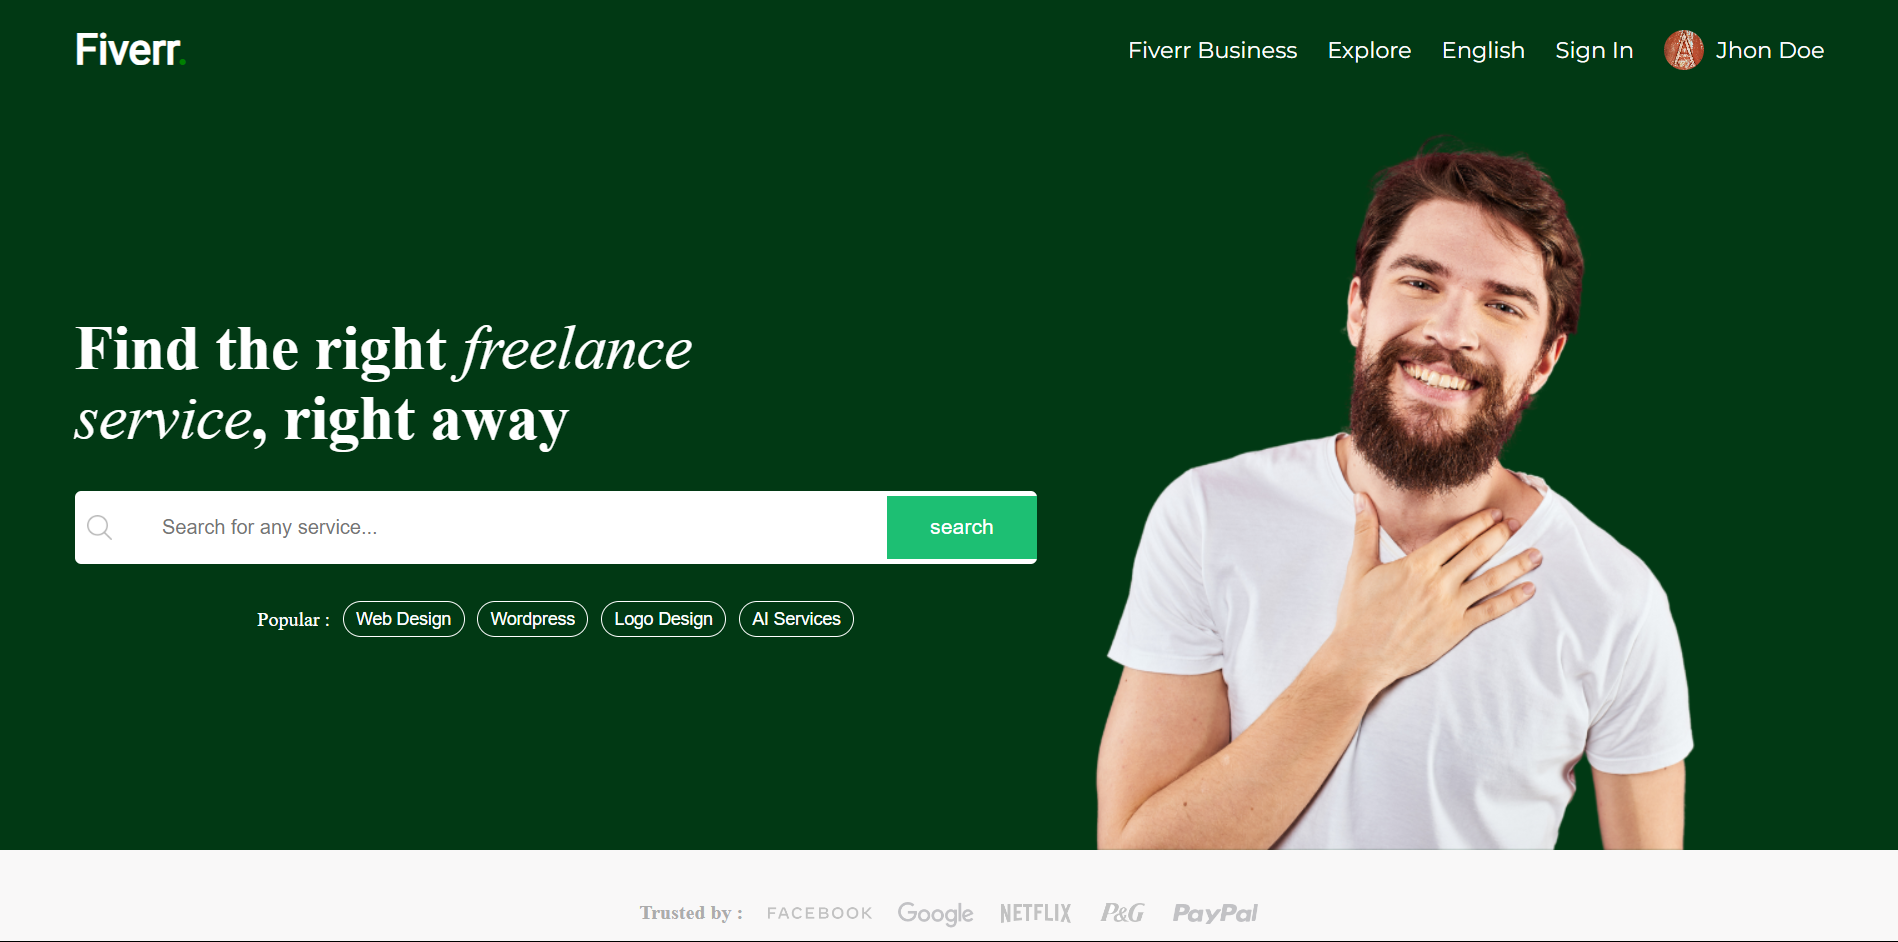 Fiverr.
Fiverr Business Explore English Sign In Jhon Doe
Find the right freelance
service, right away
Search for any service...
search
Popular :
Web Design
Wordpress
Logo Design
AI Services
Trusted by : FACEBOOK Google NETFLIX P&G PayPal